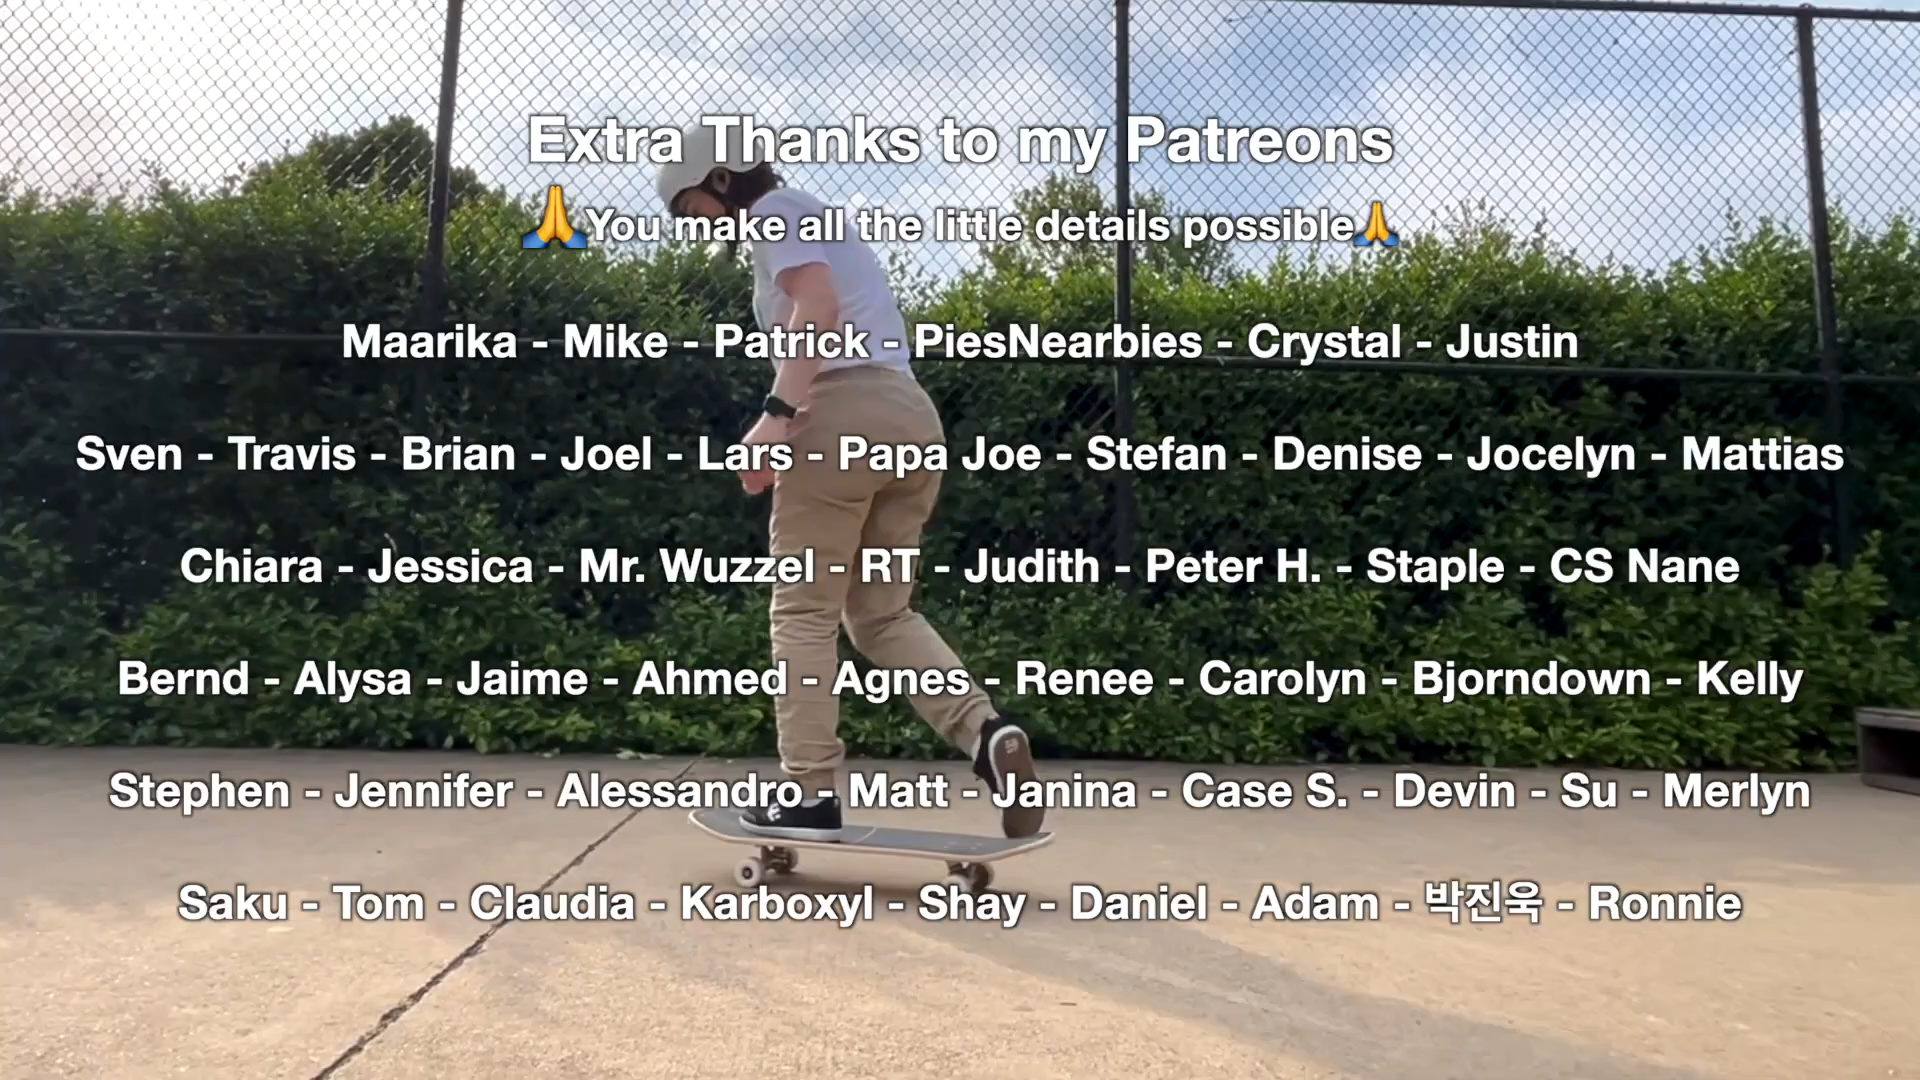 Extra Thanks to my Patreons
🙏You make all the little details possible🙏
Maarika - Mike - Patrick - PiesNearbies - Crystal - Justin
Sven - Travis - Brian - Joel - Lars - Papa Joe - Stefan - Denise - Jocelyn - Mattias
Chiara - Jessica - Mr. Wuzzel - RT - Judith - Peter H. - Staple - CS Nane
Bernd - Alysa - Jaime - Ahmed - Agnes - Renee - Carolyn - Bjorndown - Kelly
Stephen - Jennifer - Alessandro - Matt - Janina - Case S. - Devin - Su - Merlyn
Saku - Tom - Claudia - Karboxyl - Shay - Daniel - Adam - 박진욱 - Ronnie